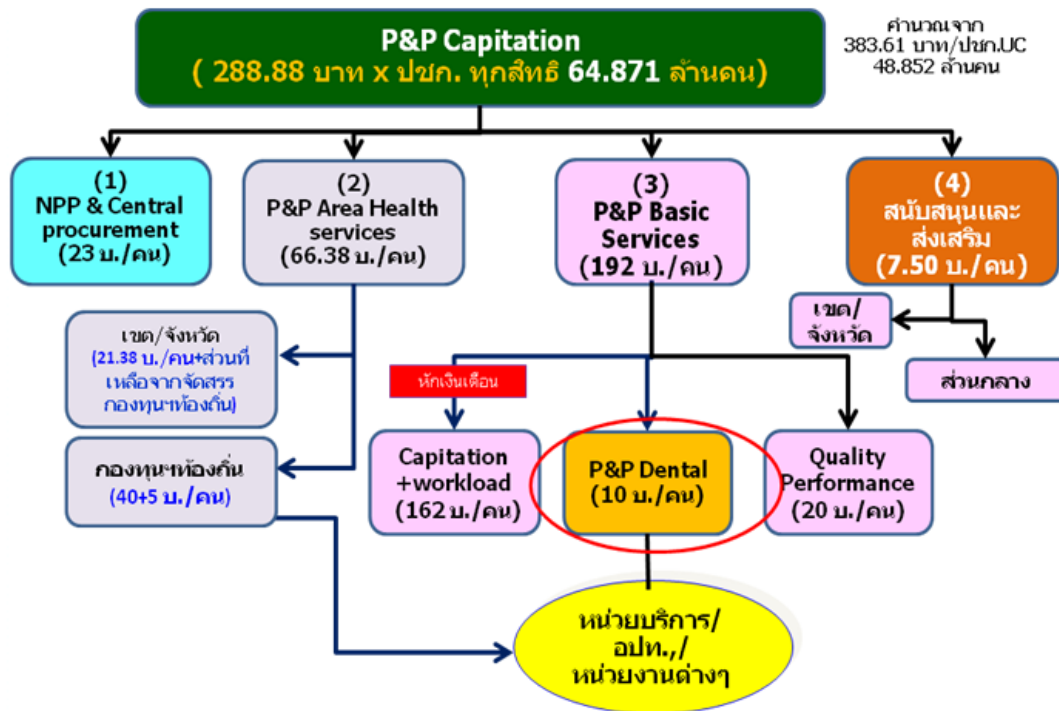 P&P Capitation
( 288.88 บาท x ปชก. ทุกสิทธิ 64.871 ล้านคน)
คำนวณจาก
383.61 บาท/ปชก.UC
48.852 ล้านคน
(1)
NPP & Central
procurement
(23 บ./คน)
(2)
P&P Area Health
services
(66.38 บ./คน)
(3)
P&P Basic
Services
(192 บ./คน)
(4)
สนับสนุนและ
ส่งเสริม
(7.50 บ./คน)
เขต/จังหวัด
(21.38 บ./คน+ส่วนที่
เหลือจากจัดสรร
กองทุนฯท้องถิ่น)
เขต/
จังหวัด
ส่วนกลาง
หักเงินเดือน
กองทุนฯท้องถิ่น
(40+5 บ./คน)
Capitation
+workload
(162 บ./คน)
P&P Dental
(10 บ./คน)
Quality
Performance
(20 บ./คน)
หน่วยบริการ/
อปท.,/
หน่วยงานต่างๆ